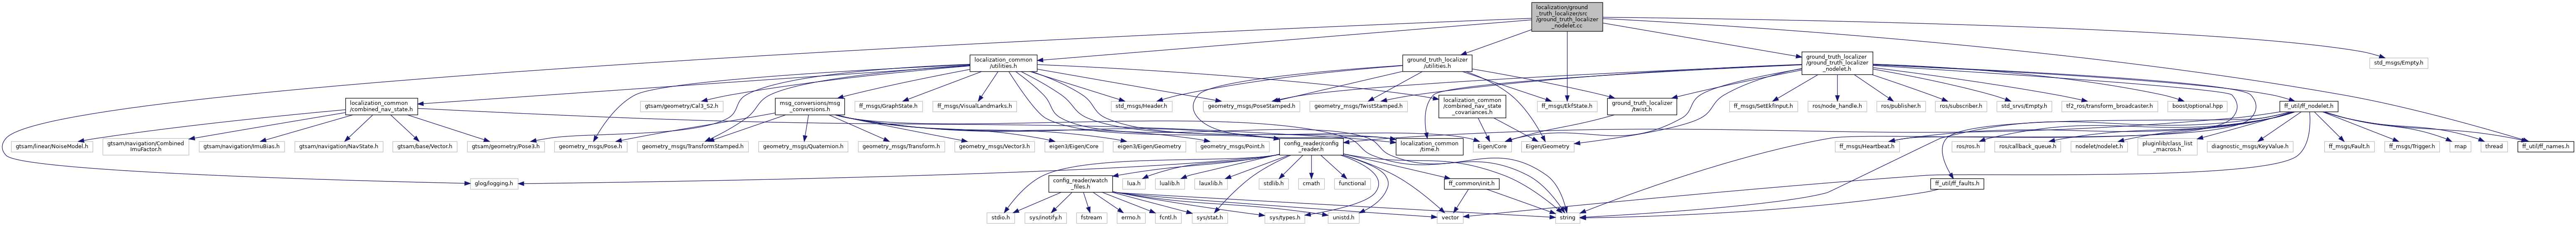 localization/ground
_truth_localizer/src
/ground_truth_localizer
_nodelet.cc
localization_common
/utilities.h
ground_truth_localizer
/utilities.h
ground_truth_localizer
/ground_truth_localizer
_nodelet.h
std_msgs/Empty.h
localization_common
/combined_nav_state.h
gtsam/geometry/Cal3_S2.h
msg_conversions/msg
_conversions.h
ff_msgs/GraphState.h
ff_msgs/VisualLandmarks.h
std_msgs/Header.h
geometry_msgs/PoseStamped.h
geometry_msgs/TwistStamped.h
localization_common
/combined_nav_state
_covariances.h
ff_msgs/EkfState.h
ground_truth_localizer
/twist.h
ff_msgs/SetEkfInput.h
ros/node_handle.h
ros/publisher.h
ros/subscriber.h
std_srvs/Empty.h
tf2_ros/transform_broadcaster.h
boost/optional.hpp
ff_util/ff_nodelet.h
gtsam/linear/NoiseModel.h
gtsam/navigation/Combined
ImuFactor.h
gtsam/navigation/ImuBias.h
gtsam/navigation/NavState.h
gtsam/base/Vector.h
gtsam/geometry/Pose3.h
geometry_msgs/Pose.h
geometry_msgs/TransformStamped.h
geometry_msgs/Quaternion.h
geometry_msgs/Transform.h
geometry_msgs/Vector3.h
eigen3/Eigen/Core
eigen3/Eigen/Geometry
geometry_msgs/Point.h
config_reader/config
_reader.h
localization_common
/time.h
Eigen/Core
Eigen/Geometry
ff_msgs/Heartbeat.h
ros/ros.h
ros/callback_queue.h
nodelet/nodelet.h
pluginlib/class_list
_macros.h
diagnostic_msgs/KeyValue.h
ff_msgs/Fault.h
ff_msgs/Trigger.h
map
thread
ff_util/ff_names.h
glog/logging.h
config_reader/watch
_files.h
lua.h
lualib.h
lauxlib.h
stdlib.h
cmath
functional
ff_common/init.h
ff_util/ff_faults.h
stdio.h
sys/inotify.h
fstream
errno.h
fcntl.h
sys/stat.h
sys/types.h
unistd.h
vector
string